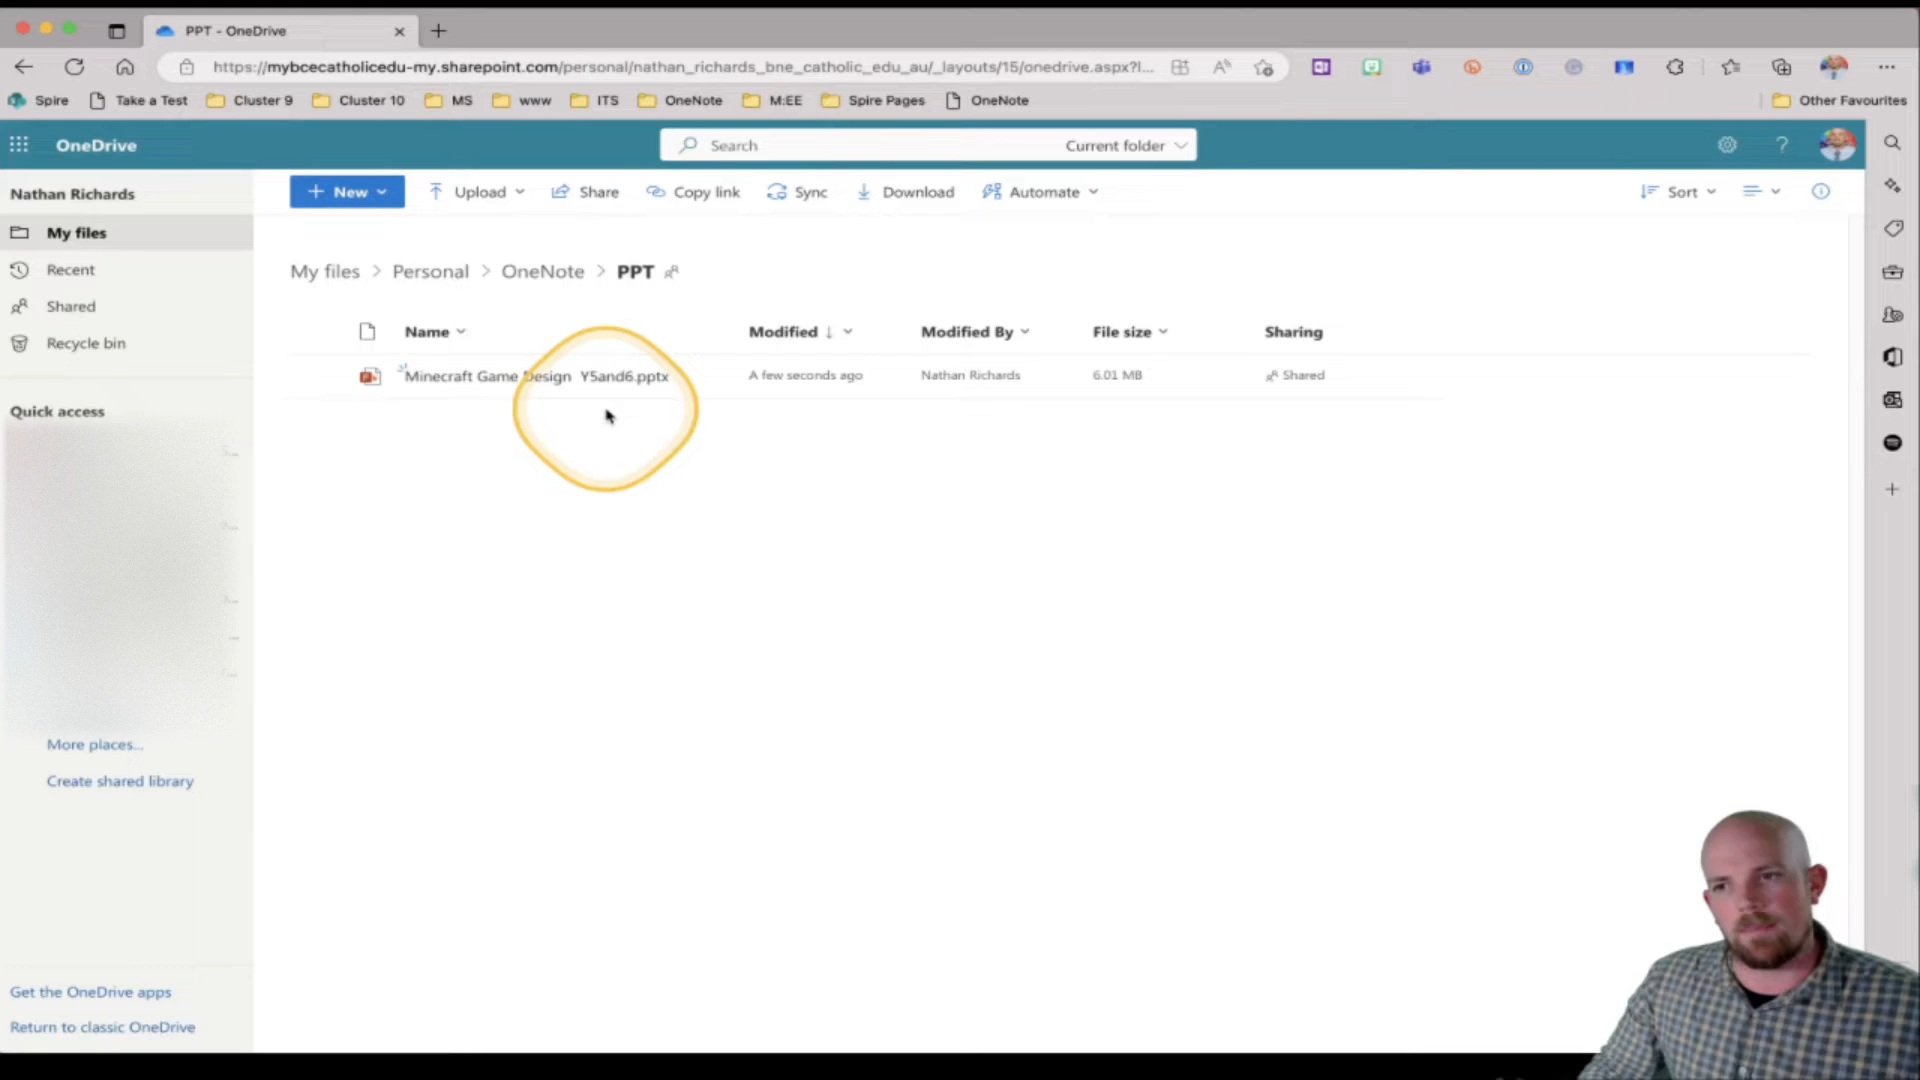 PPT - OneDrive
https://mybcecatholicedu-my.sharepoint.com/personal/nathan_richards_bne_catholic_edu_au/_layouts/15/onedrive.aspx?l...
Spire Take a Test Cluster 9 Cluster 10 MS www ITS OneNote M:EE Spire Pages OneNote Other Favourites
OneDrive Search Current folder
Nathan Richards + New Upload Share Copy link Sync Download Automate Sort
My files
Recent
Shared
Recycle bin
Quick access
More places...
Create shared library
Get the OneDrive apps
Return to classic OneDrive
My files > Personal > OneNote > PPT
Name Modified ↓ Modified By File size Sharing
Minecraft Game Design Y5and6.pptx A few seconds ago Nathan Richards 6.01 MB Shared